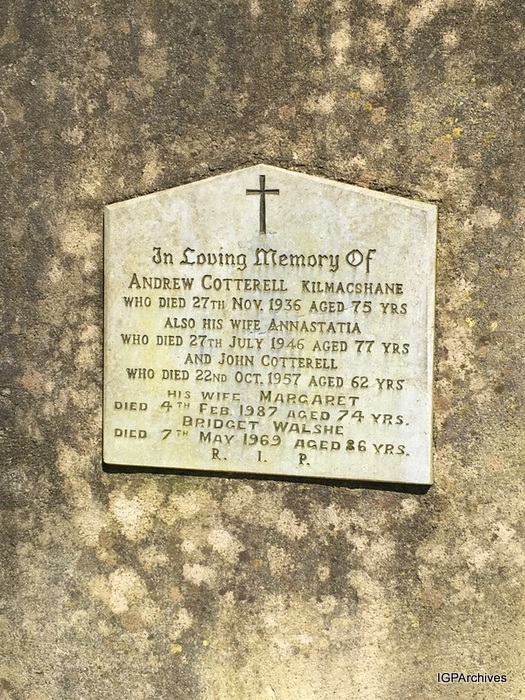 In Loving Memory Of
ANDREW COTTERELL KILMACSHANE
WHO DIED 27TH NOV. 1936 AGED 75 YRS
ALSO HIS WIFE ANNASTATIA
WHO DIED 27TH JULY 1946 AGED 77 YRS
AND JOHN COTTERELL
WHO DIED 22ND OCT. 1957 AGED 62 YRS
HIS WIFE MARGARET
DIED 4TH FEB. 1987 AGED 74 YRS.
BRIDGET WALSHE
DIED 7TH MAY 1969 AGED 86 YRS.
R. I. P.
IGPArchives